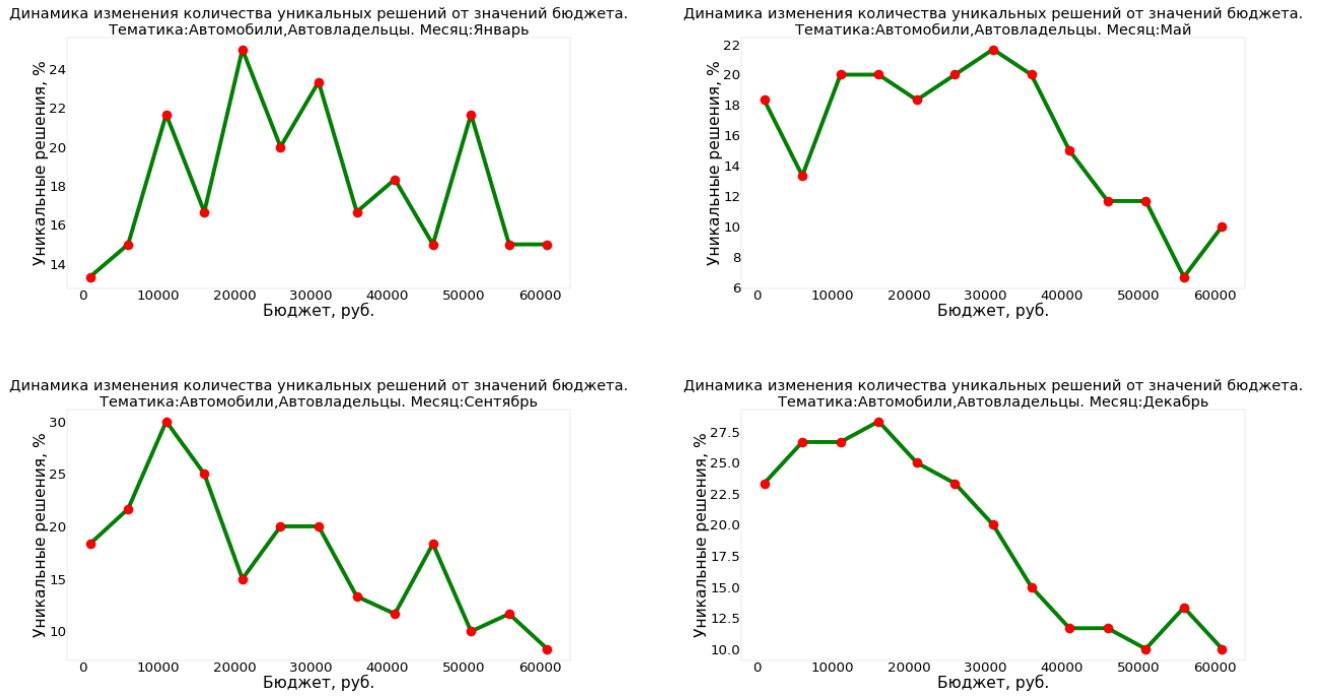 Динамика изменения количества уникальных решений от значений бюджета.
Тематика:Автомобили,Автовладельцы. Месяц:Январь
Уникальные решения, %
24
22
20
18
16
14
0 10000 20000 30000 40000 50000 60000
Бюджет, руб.
Динамика изменения количества уникальных решений от значений бюджета.
Тематика:Автомобили,Автовладельцы. Месяц:Май
Уникальные решения, %
22
20
18
16
14
12
10
8
6
0 10000 20000 30000 40000 50000 60000
Бюджет, руб.
Динамика изменения количества уникальных решений от значений бюджета.
Тематика:Автомобили,Автовладельцы. Месяц:Сентябрь
Уникальные решения, %
30
25
20
15
10
0 10000 20000 30000 40000 50000 60000
Бюджет, руб.
Динамика изменения количества уникальных решений от значений бюджета.
Тематика:Автомобили,Автовладельцы. Месяц:Декабрь
Уникальные решения, %
27.5
25.0
22.5
20.0
17.5
15.0
12.5
10.0
0 10000 20000 30000 40000 50000 60000
Бюджет, руб.